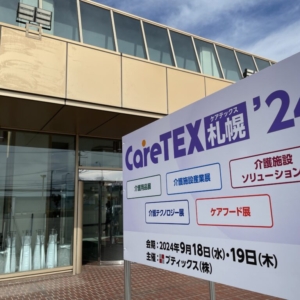 ケアテックス
CareTEX札幌'24
介護用品展
介護施設産業展
介護施設
ソリューション
介護テクノロジー展
ケアフード展
会期：2024年9月18日(水)・19日(木)
主催：ブティックス(株)